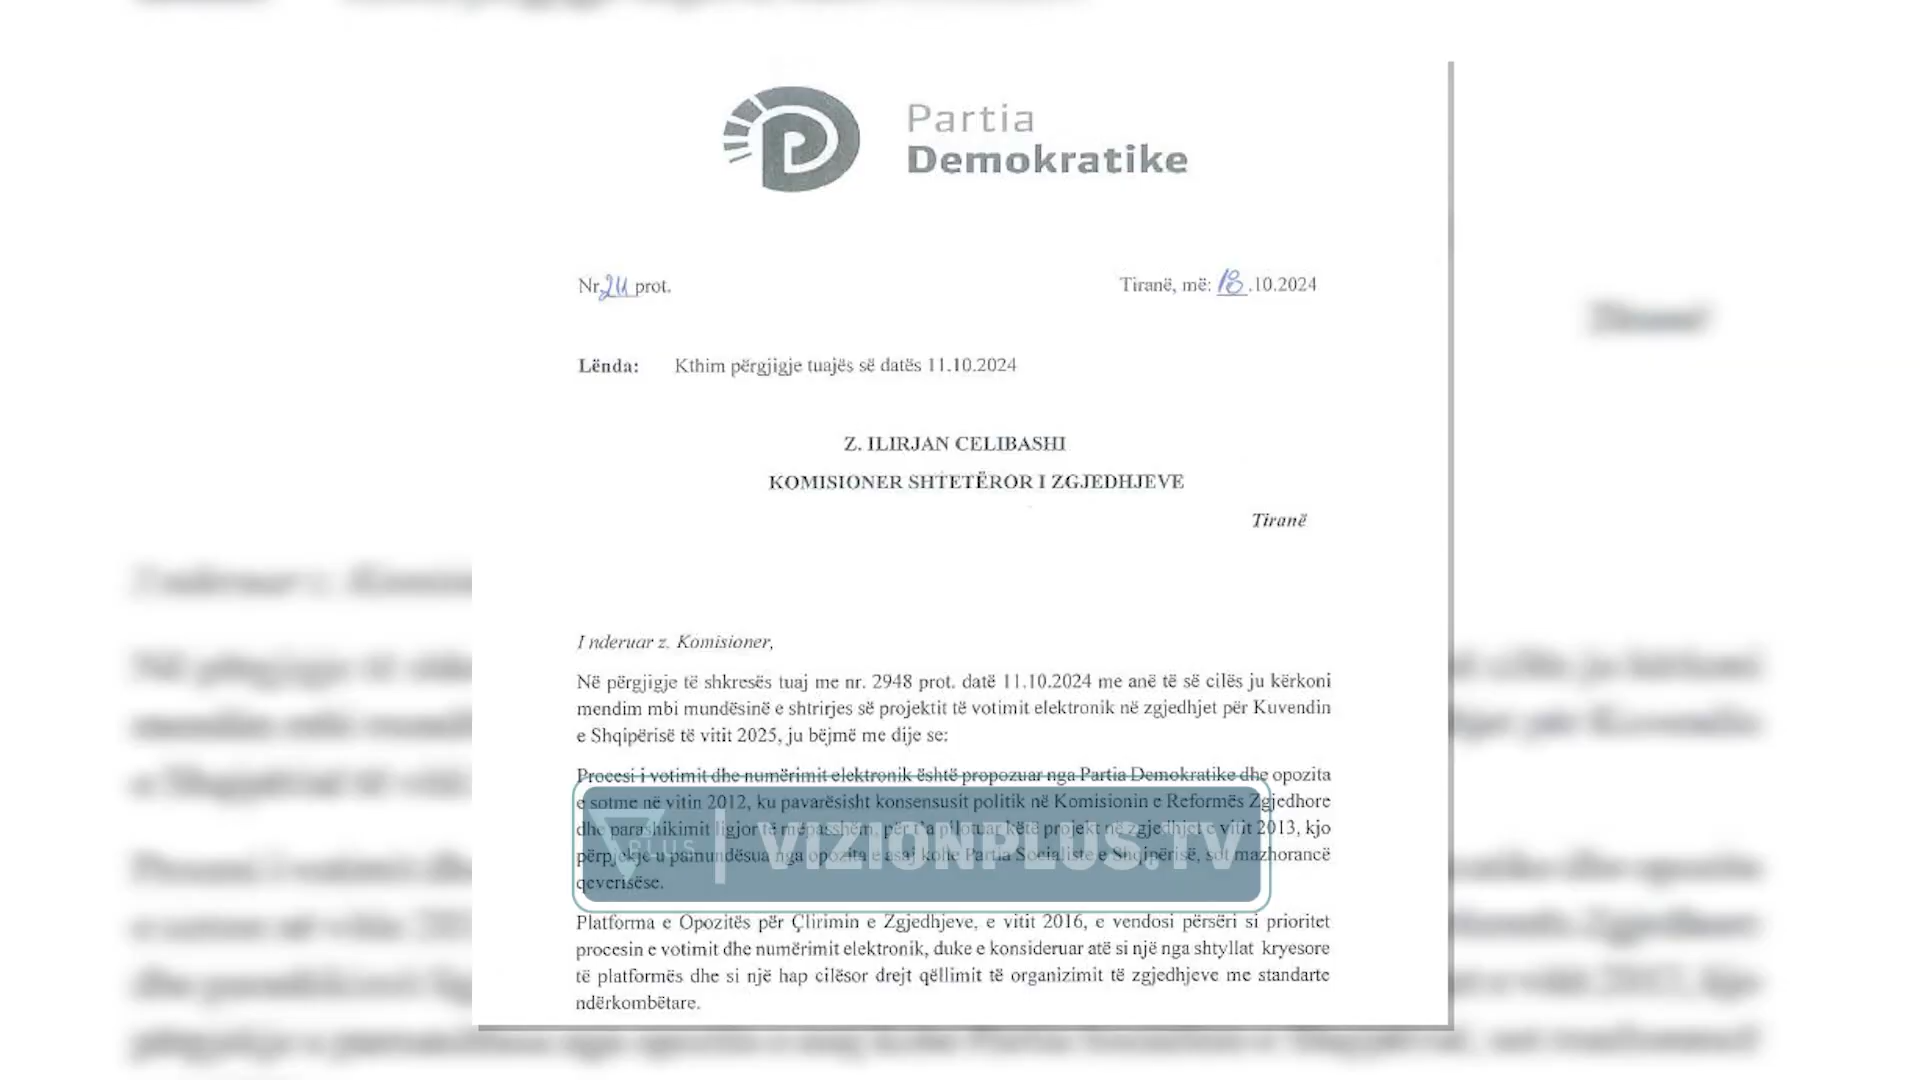 Partia
Demokratike
Nr. 211 prot.
Tiranë, më: 18.10.2024
Lënda: Kthim përgjigje tuajës së datës 11.10.2024
Z. ILIRJAN CELIBASHI
KOMISIONER SHTETËROR I ZGJEDHJEVE
Tiranë
I nderuar z. Komisioner,
Në përgjigje të shkresës tuaj me nr. 2948 prot. datë 11.10.2024 me anë të së cilës ju kërkoni
mendim mbi mundësinë e shtrirjes së projektit të votimit elektronik në zgjedhjet për Kuvendin
e Shqipërisë të vitit 2025, ju bëjmë me dije se:
Procesi i votimit dhe numërimit elektronik është propozuar nga Partia Demokratike dhe opozita
e sotme në vitin 2012, ku pavarësisht konsensusit politik në Komisionin e Reformës Zgjedhore
dhe parashikimit ligjor të mëpasshëm, për t'a pilotuar këtë projekt në zgjedhjet e vitit 2013, kjo
përpjekje u pamundësua nga opozita e asaj kohe Partia Socialiste e Shqipërisë, sot mazhorancë
qeverisëse.
PLUS | VIZIONPLUS.TV
Platforma e Opozitës për Çlirimin e Zgjedhjeve, e vitit 2016, e vendosi përsëri si prioritet
procesin e votimit dhe numërimit elektronik, duke e konsideruar atë si një nga shtyllat kryesore
të platformës dhe si një hap cilësor drejt qëllimit të organizimit të zgjedhjeve me standarte
ndërkombëtare.